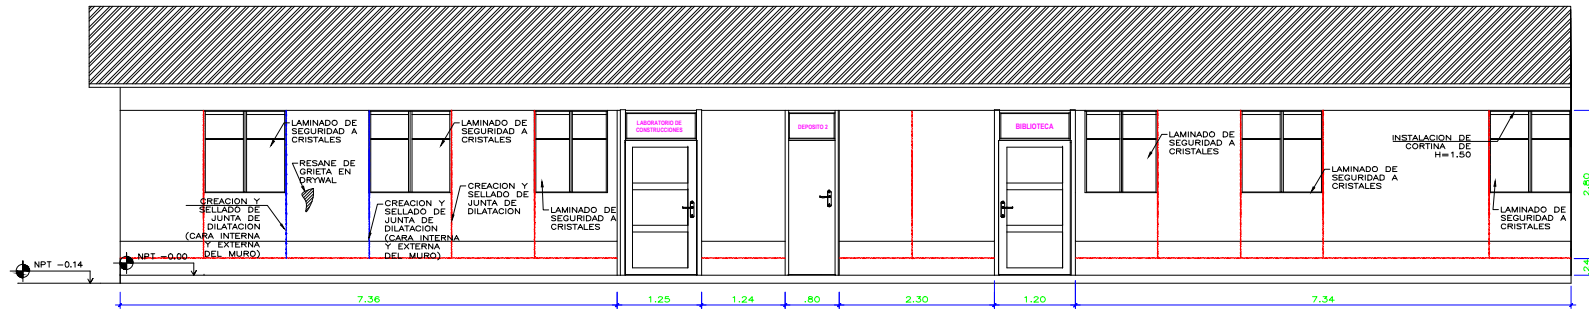 LAMINADO DE
SEGURIDAD A
CRISTALES
RESANE DE
GRIETA EN
DRYWAL
CREACION Y
SELLADO DE
JUNTA DE
DILATACION
(CARA INTERNA
Y EXTERNA
DEL MURO)
LAMINADO DE
SEGURIDAD A
CRISTALES
CREACION Y
SELLADO DE
JUNTA DE
DILATACION
(CARA INTERNA
Y EXTERNA
DEL MURO)
CREACION Y
SELLADO DE
JUNTA DE
DILATACION
LAMINADO DE
SEGURIDAD A
CRISTALES
LABORATORIO DE
CONSTRUCCIONES
DEPOSITO 2
BIBLIOTECA
LAMINADO DE
SEGURIDAD A
CRISTALES
LAMINADO DE
SEGURIDAD A
CRISTALES
INSTALACION DE
CORTINA DE
H=1.50
LAMINADO DE
SEGURIDAD A
CRISTALES
2.80
.24
NPT -0.14
NPT -0.00
7.36
1.25
1.24
.80
2.30
1.20
7.34